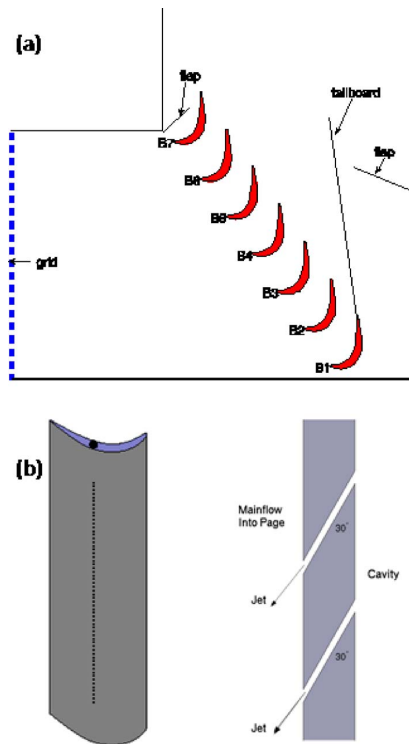 (a)
flap
tailboard
flap
B7
B6
B5
B4
grid
B3
B2
B1
(b)
Mainflow
Into Page
30°
Cavity
Jet
30°
Jet